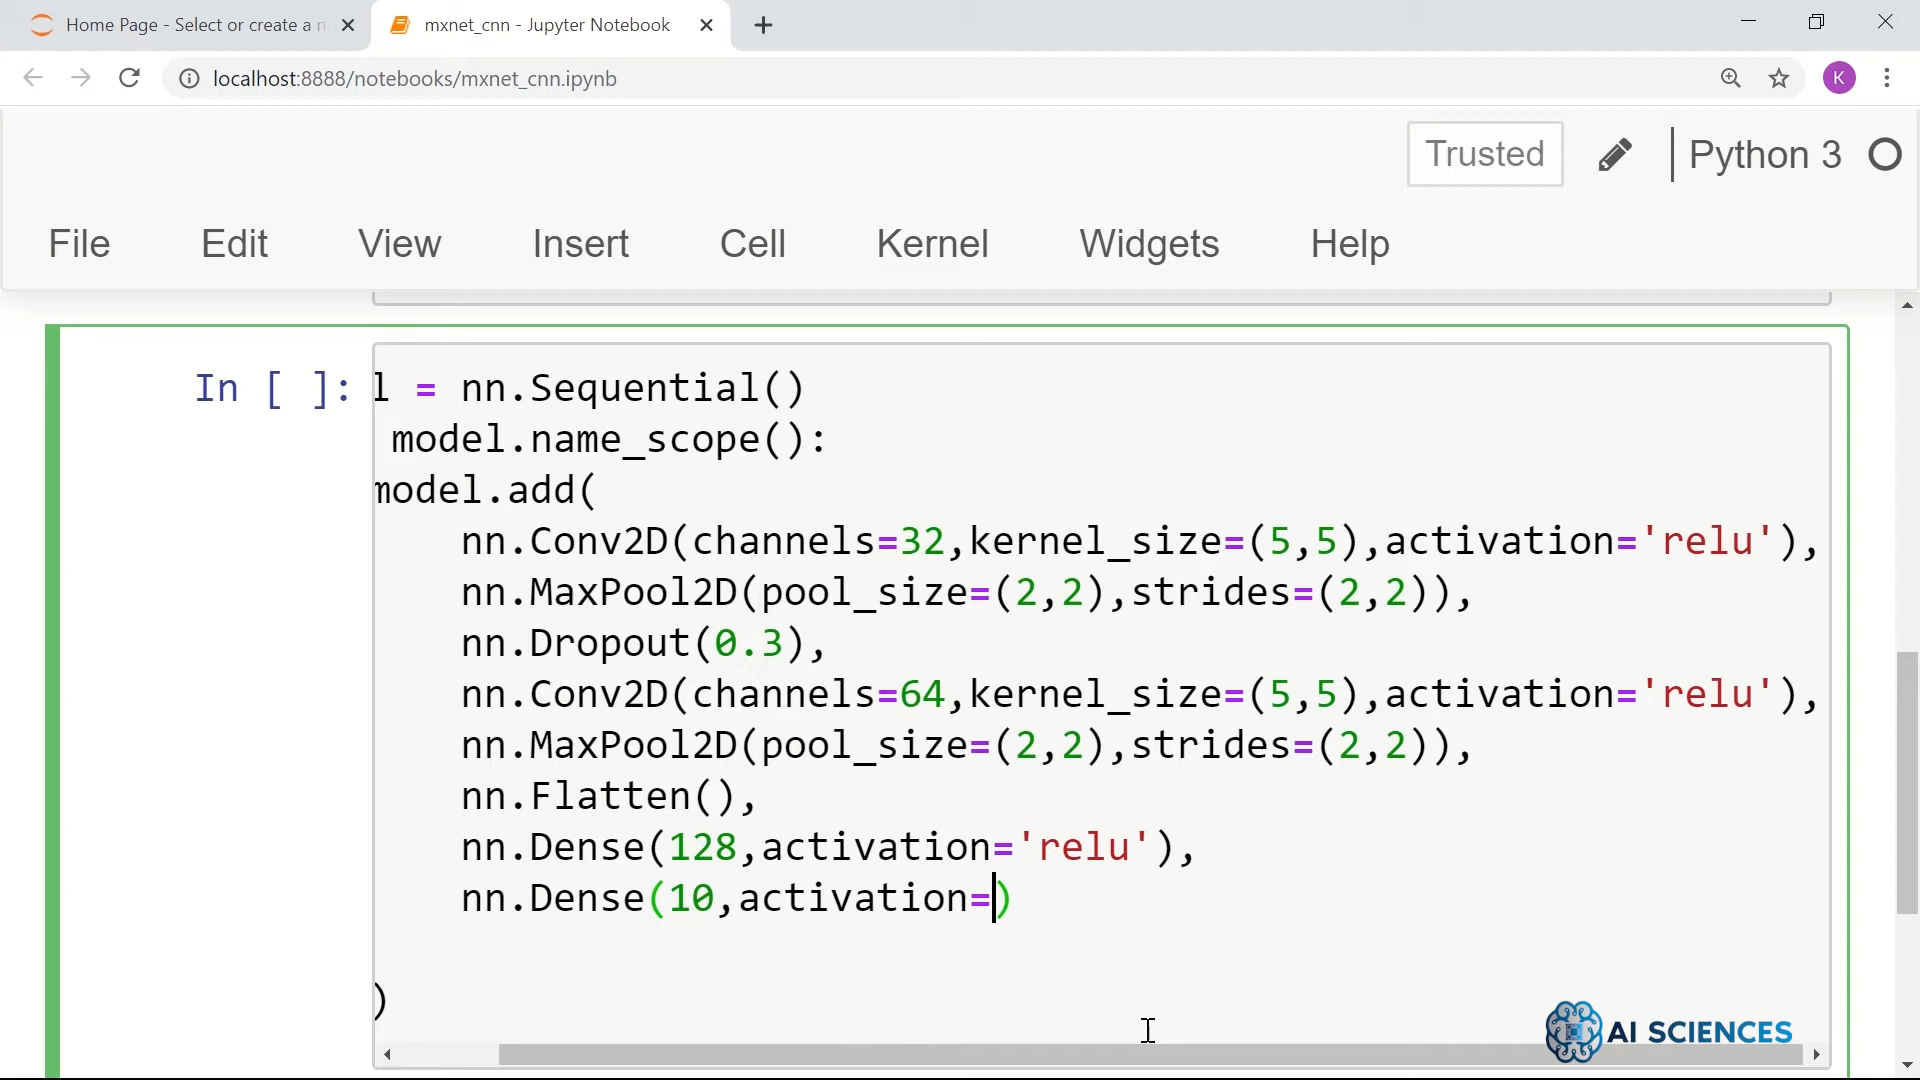 Home Page - Select or create a n
mxnet_cnn - Jupyter Notebook
localhost:8888/notebooks/mxnet_cnn.ipynb
K
Trusted
Python 3
File Edit View Insert Cell Kernel Widgets Help
In [ ]:
l = nn.Sequential()
model.name_scope():
model.add(
nn.Conv2D(channels=32,kernel_size=(5,5),activation='relu'),
nn.MaxPool2D(pool_size=(2,2),strides=(2,2)),
nn.Dropout(0.3),
nn.Conv2D(channels=64,kernel_size=(5,5),activation='relu'),
nn.MaxPool2D(pool_size=(2,2),strides=(2,2)),
nn.Flatten(),
nn.Dense(128,activation='relu'),
nn.Dense(10,activation=)
)
AI SCIENCES